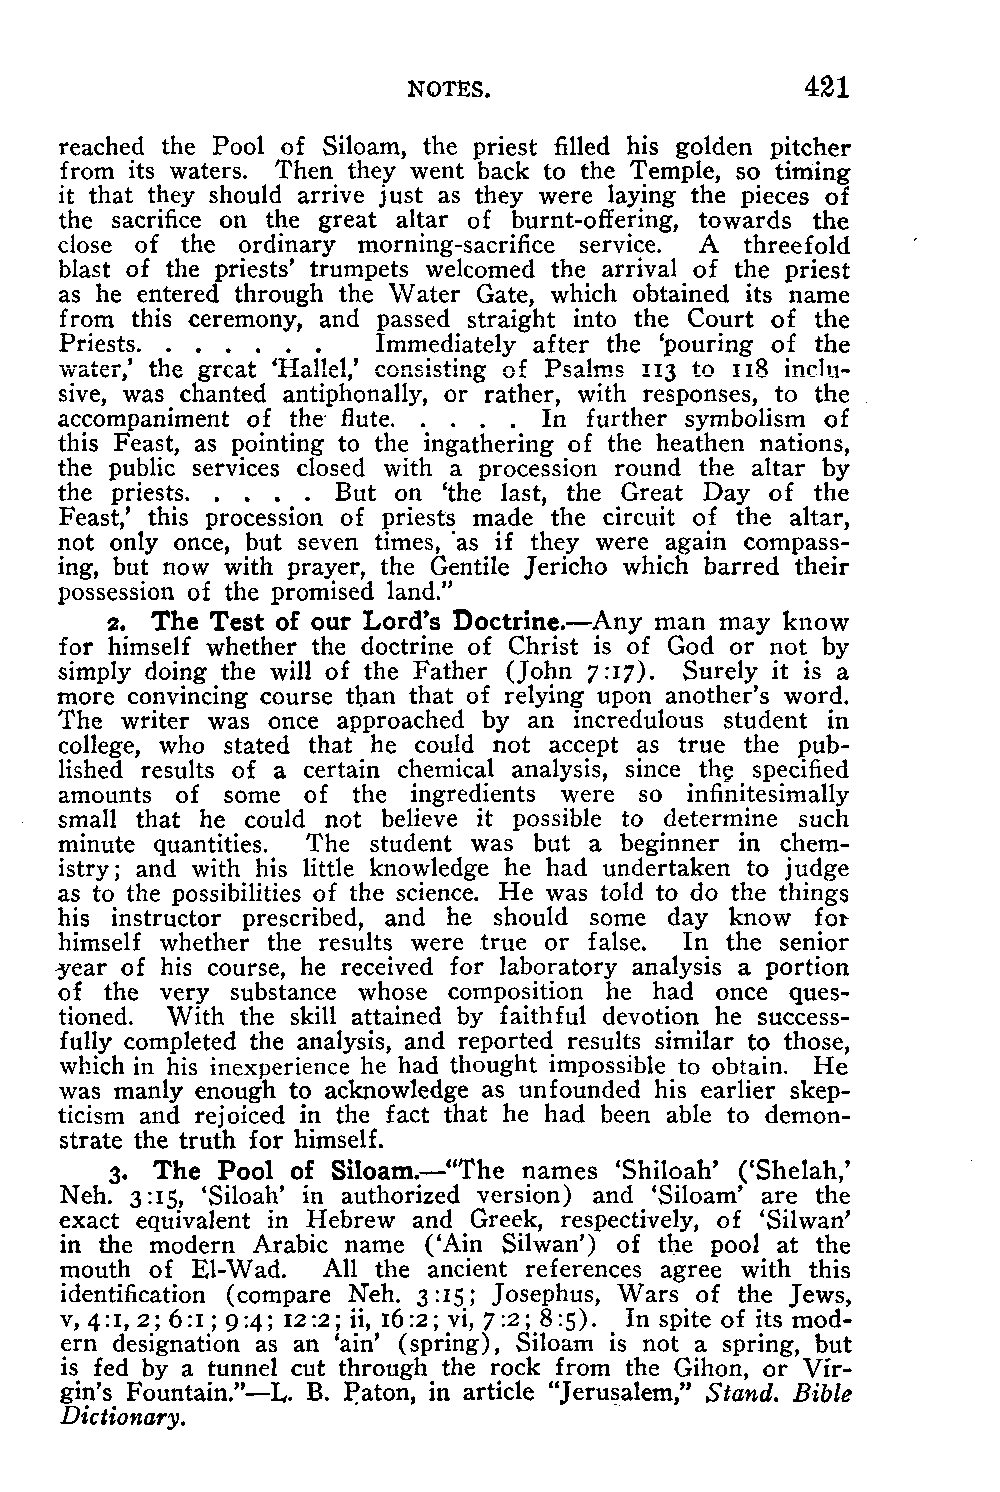 NOTES. 421
reached the Pool of Siloam, the priest filled his golden pitcher
from its waters. Then they went back to the Temple, so timing
it that they should arrive just as they were laying the pieces of
the sacrifice on the great altar of burnt-offering, towards the
close of the ordinary morning-sacrifice service. A threefold
blast of the priests' trumpets welcomed the arrival of the priest
as he entered through the Water Gate, which obtained its name
from this ceremony, and passed straight into the Court of the
Priests. . . . . . . Immediately after the 'pouring of the
water,' the great 'Hallel,' consisting of Psalms 113 to 118 inclu-
sive, was chanted antiphonally, or rather, with responses, to the
accompaniment of the flute. . . . . In further symbolism of
this Feast, as pointing to the ingathering of the heathen nations,
the public services closed with a procession round the altar by
the priests. . . . . But on 'the last, the Great Day of the
Feast,' this procession of priests made the circuit of the altar,
not only once, but seven times, as if they were again compass-
ing, but now with prayer, the Gentile Jericho which barred their
possession of the promised land."
2. The Test of our Lord's Doctrine.—Any man may know
for himself whether the doctrine of Christ is of God or not by
simply doing the will of the Father (John 7:17). Surely it is a
more convincing course than that of relying upon another's word.
The writer was once approached by an incredulous student in
college, who stated that he could not accept as true the pub-
lished results of a certain chemical analysis, since the specified
amounts of some of the ingredients were so infinitesimally
small that he could not believe it possible to determine such
minute quantities. The student was but a beginner in chem-
istry; and with his little knowledge he had undertaken to judge
as to the possibilities of the science. He was told to do the things
his instructor prescribed, and he should some day know for
himself whether the results were true or false. In the senior
year of his course, he received for laboratory analysis a portion
of the very substance whose composition he had once ques-
tioned. With the skill attained by faithful devotion he success-
fully completed the analysis, and reported results similar to those,
which in his inexperience he had thought impossible to obtain. He
was manly enough to acknowledge as unfounded his earlier skep-
ticism and rejoiced in the fact that he had been able to demon-
strate the truth for himself.
3. The Pool of Siloam.—"The names 'Shiloah' ('Shelah,'
Neh. 3:15, 'Siloah' in authorized version) and 'Siloam' are the
exact equivalent in Hebrew and Greek, respectively, of 'Silwan'
in the modern Arabic name ('Ain Silwan') of the pool at the
mouth of El-Wad. All the ancient references agree with this
identification (compare Neh. 3:15; Josephus, Wars of the Jews,
v, 4:1, 2; 6:1; 9:4; 12:2; ii, 16:2; vi, 7:2; 8:5). In spite of its mod-
ern designation as an 'ain' (spring), Siloam is not a spring, but
is fed by a tunnel cut through the rock from the Gihon, or Vir-
gin's Fountain."—L. B. Paton, in article "Jerusalem," Stand. Bible
Dictionary.